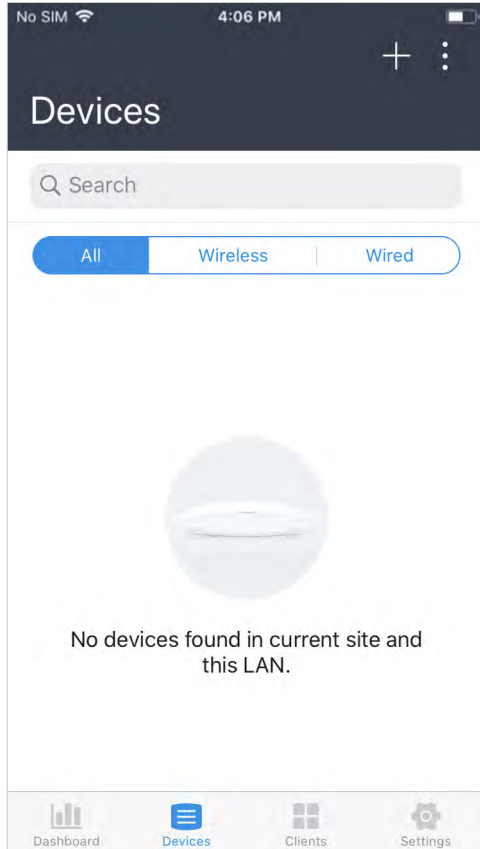 No SIM 4:06 PM
Devices
Search
All Wireless Wired
No devices found in current site and
this LAN.
Dashboard Devices Clients Settings